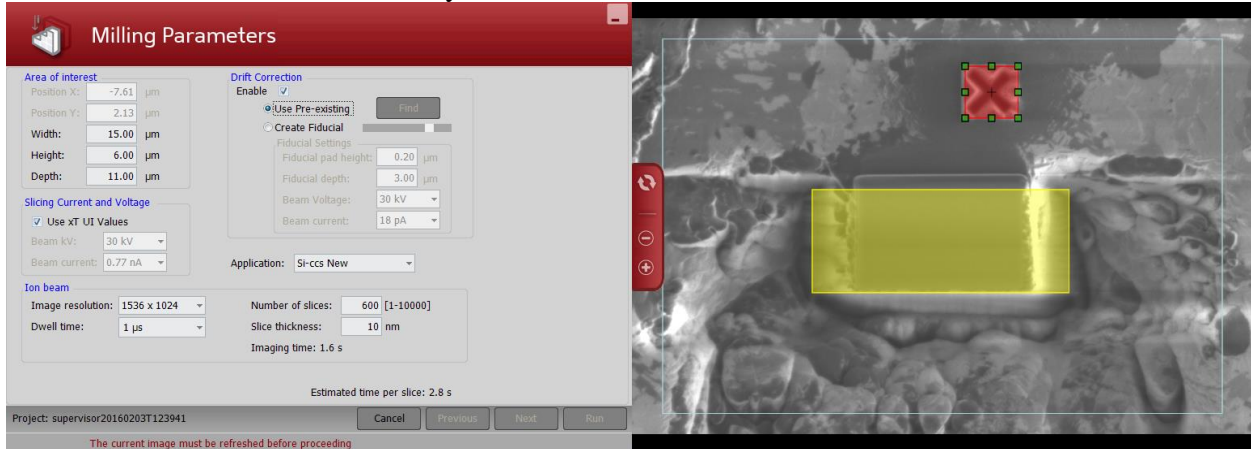 Milling Parameters
Area of interest
Position X: -7.61 µm
Position Y: 2.13 µm
Width: 15.00 µm
Height: 6.00 µm
Depth: 11.00 µm
Slicing Current and Voltage
Use xT UI Values
Beam kV: 30 kV
Beam current: 0.77 nA
Drift Correction
Enable
Use Pre-existing Find
Create Fiducial
Fiducial Settings
Fiducial pad height: 0.20 µm
Fiducial depth: 3.00 µm
Beam Voltage: 30 kV
Beam current: 18 pA
Application: Si-ccs New
Ion beam
Image resolution: 1536 x 1024
Dwell time: 1 µs
Number of slices: 600 [1-10000]
Slice thickness: 10 nm
Imaging time: 1.6 s
Estimated time per slice: 2.8 s
Project: supervisor20160203T123941 Cancel Previous Next Run
The current image must be refreshed before proceeding